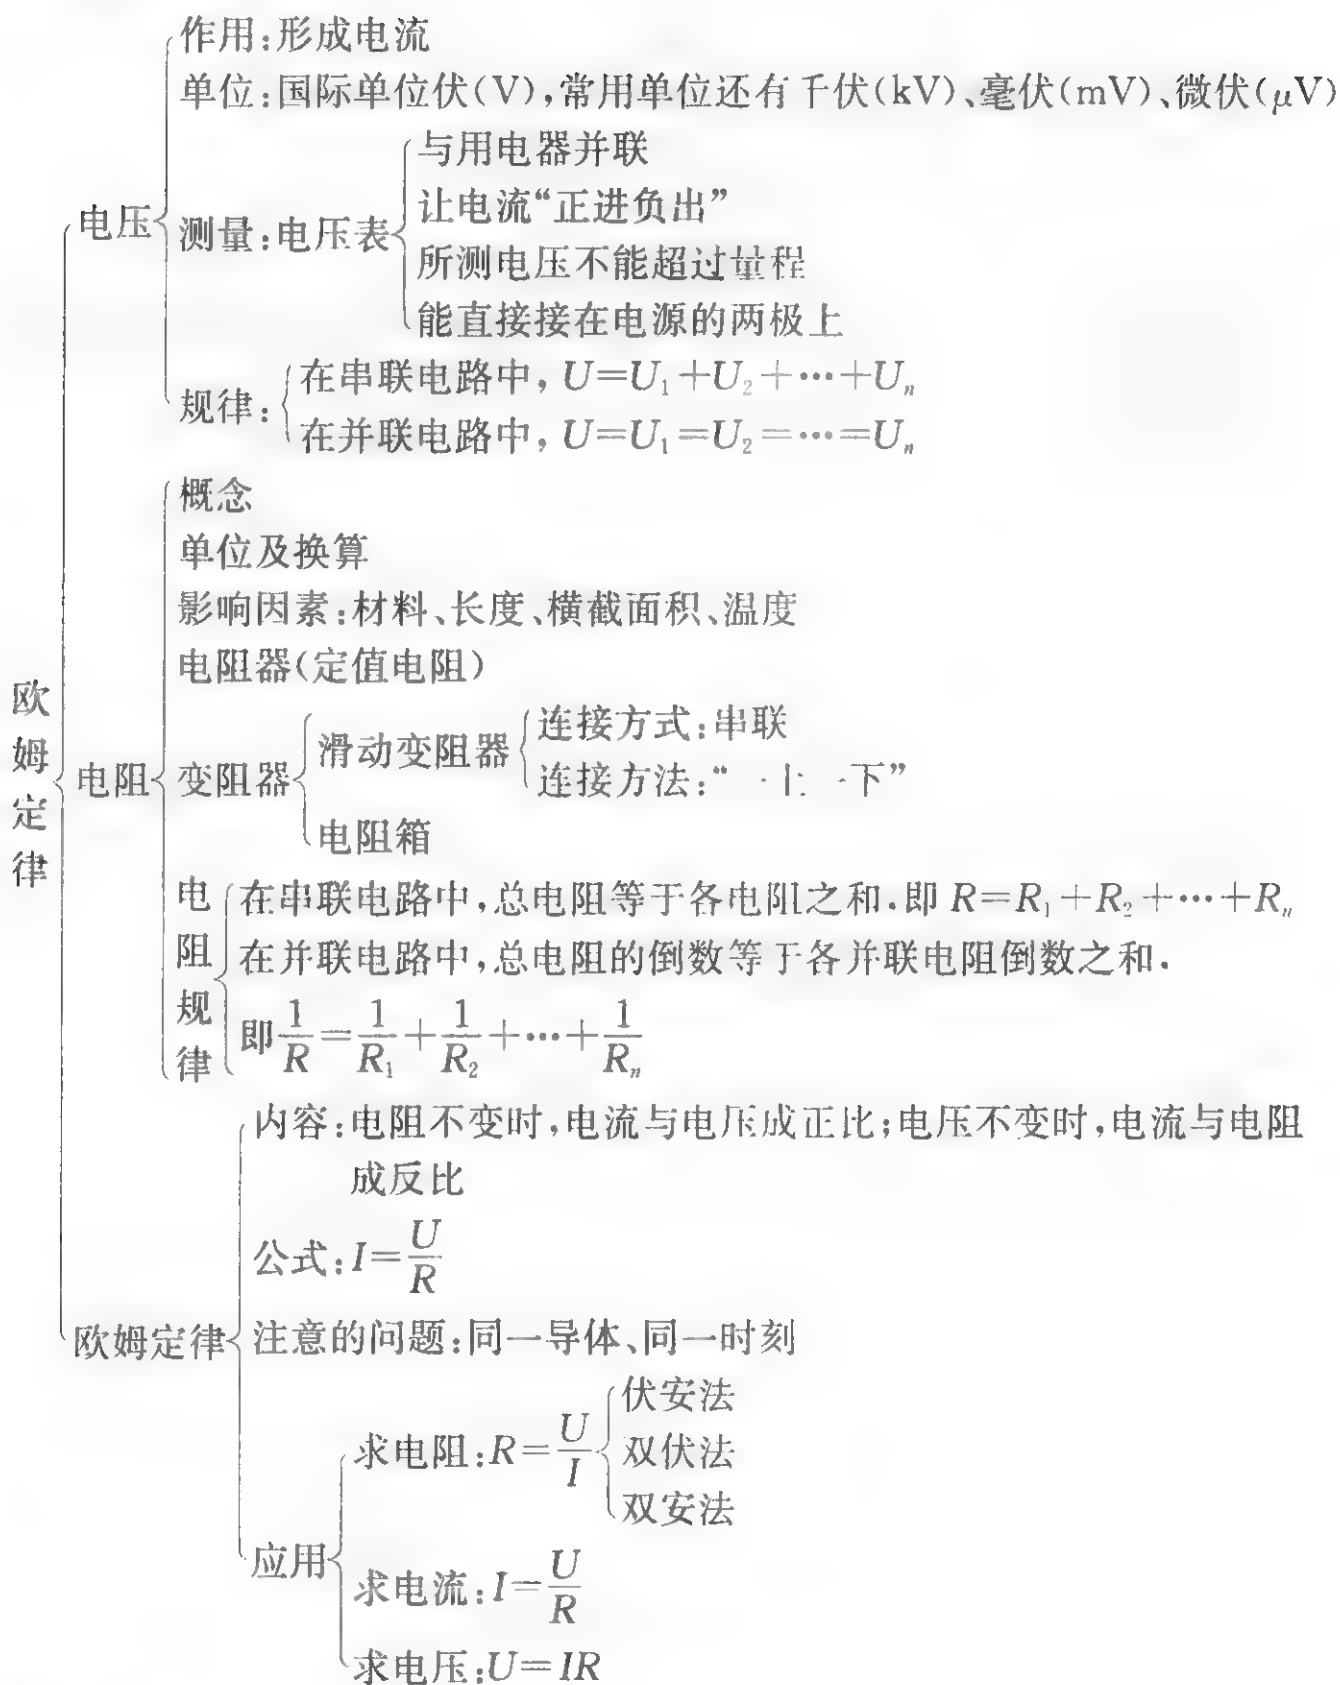 欧姆定律
电压
作用:形成电流
单位:国际单位伏(V),常用单位还有千伏(kV)、毫伏(mV)、微伏(μV)
测量:电压表
与用电器并联
让电流“正进负出”
所测电压不能超过量程
能直接接在电源的两极上
规律:
在串联电路中, U=U₁+U₂+…+Uₙ
在并联电路中, U=U₁=U₂=…=Uₙ
电阻
概念
单位及换算
影响因素:材料、长度、横截面积、温度
电阻器(定值电阻)
变阻器
滑动变阻器
连接方式:串联
连接方法:“一上一下”
电阻箱
电阻规律
在串联电路中,总电阻等于各电阻之和.即 R=R₁+R₂+…+Rₙ
在并联电路中,总电阻的倒数等于各并联电阻倒数之和.
即 1/R=1/R₁+1/R₂+…+1/Rₙ
欧姆定律
内容:电阻不变时,电流与电压成正比;电压不变时,电流与电阻
成反比
公式:I=U/R
注意的问题:同一导体、同一时刻
应用
求电阻:R=U/I
伏安法
双伏法
双安法
求电流:I=U/R
求电压:U=IR